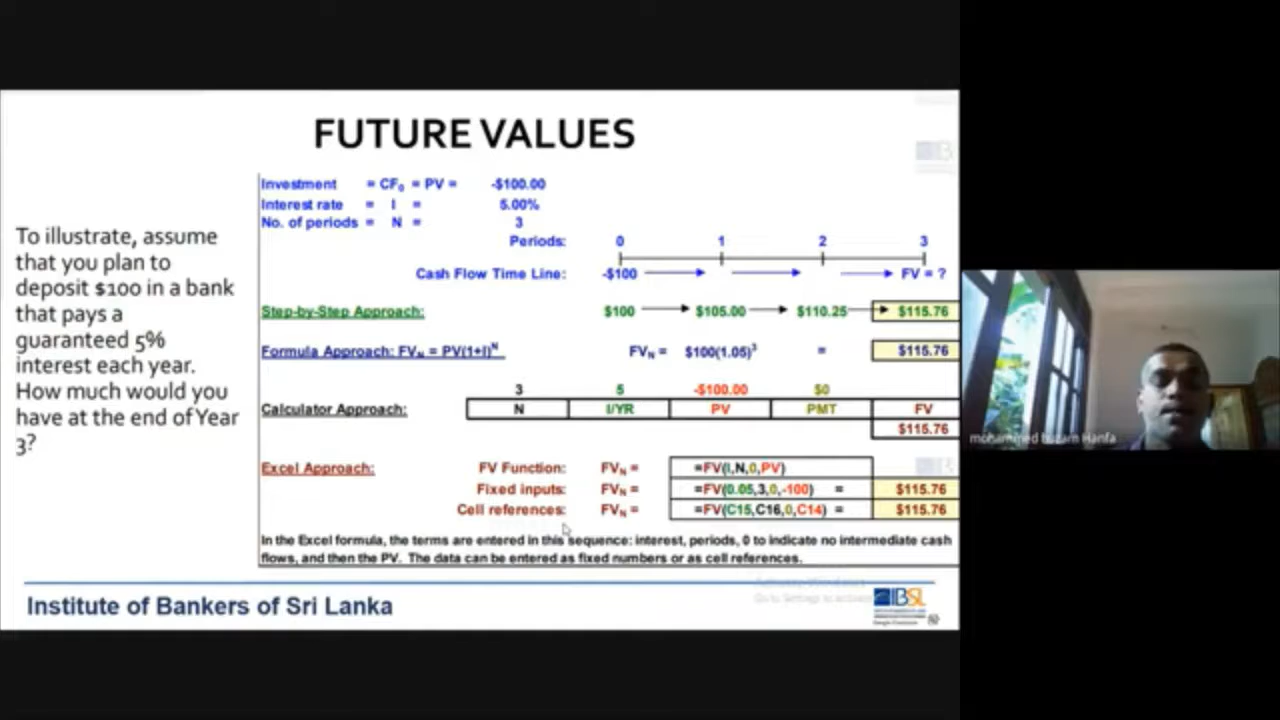 FUTURE VALUES
To illustrate, assume
that you plan to
deposit $100 in a bank
that pays a
guaranteed 5%
interest each year.
How much would you
have at the end of Year
3?
Investment = CF₀ = PV = -$100.00
Interest rate = I = 5.00%
No. of periods = N = 3
Periods: 0 1 2 3
Cash Flow Time Line: -$100 FV = ?
Step-by-Step Approach: $100 $105.00 $110.25 $115.76
Formula Approach: FVN = PV(1+I)ᴺ FVN = $100(1.05)³ = $115.76
3 5 -$100.00 $0
Calculator Approach: N I/YR PV PMT FV
$115.76
Excel Approach: FV Function: FVN = =FV(I,N,0,PV)
Fixed inputs: FVN = =FV(0.05,3,0,-100) = $115.76
Cell references: FVN = =FV(C15,C16,0,C14) = $115.76
In the Excel formula, the terms are entered in this sequence: interest, periods, 0 to indicate no intermediate cash
flows, and then the PV. The data can be entered as fixed numbers or as cell references.
Institute of Bankers of Sri Lanka
IBSL
mohammed Hanfa